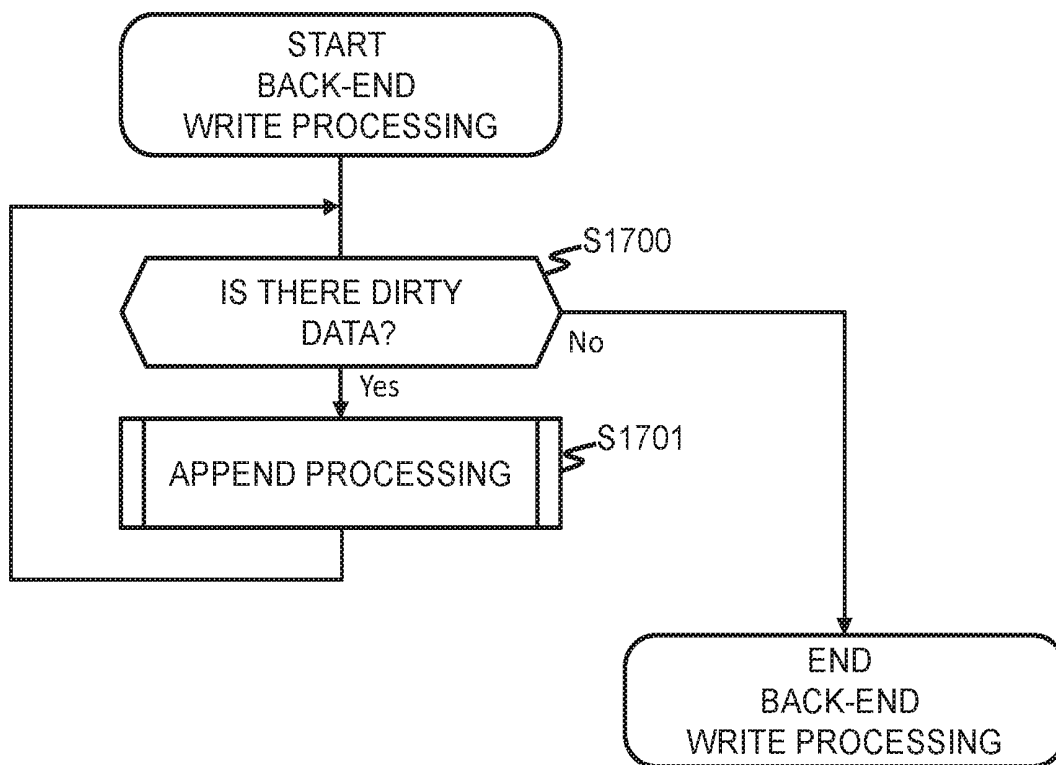 START
BACK-END
WRITE PROCESSING
S1700
IS THERE DIRTY
DATA?
No
Yes
S1701
APPEND PROCESSING
END
BACK-END
WRITE PROCESSING